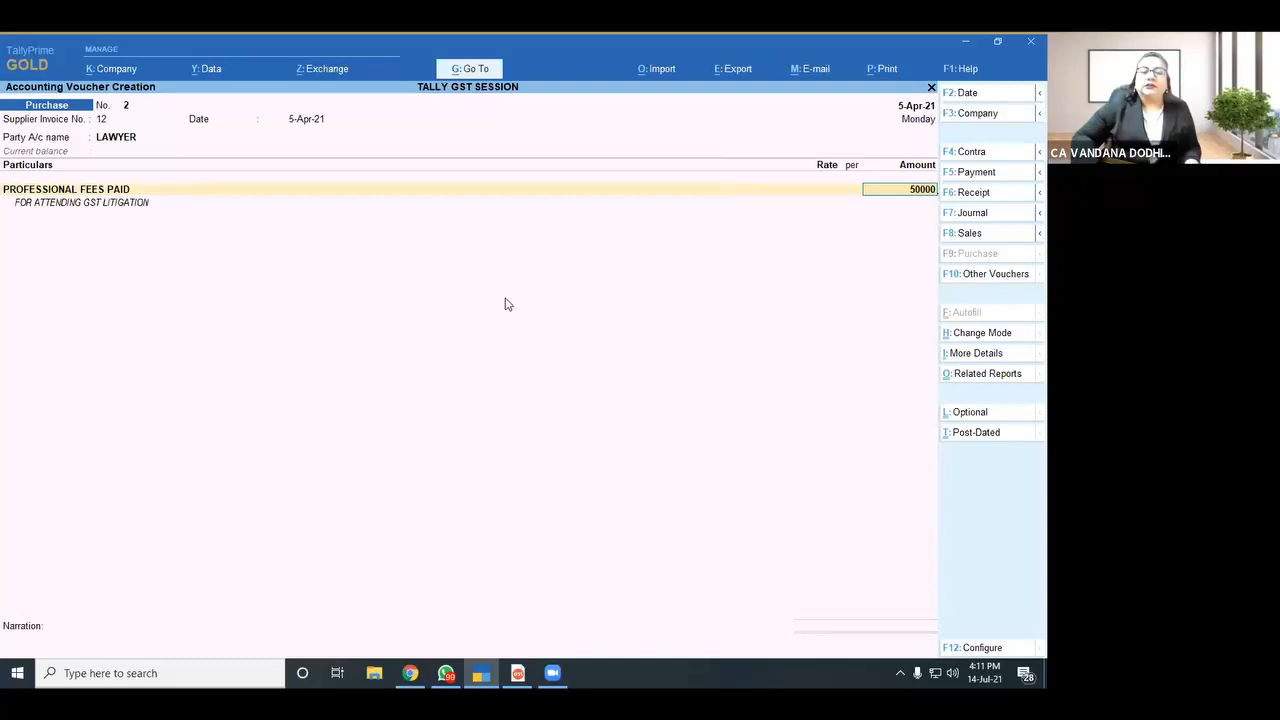 TallyPrime
GOLD
MANAGE
K: Company
Y: Data
Z: Exchange
G: Go To
O: Import
E: Export
M: E-mail
P: Print
F1: Help
Accounting Voucher Creation
TALLY GST SESSION
Purchase No. 2
5-Apr-21
Supplier Invoice No. : 12 Date : 5-Apr-21
Monday
Party A/c name : LAWYER
Current balance :
Particulars Rate per Amount
PROFESSIONAL FEES PAID 50000
FOR ATTENDING GST LITIGATION
Narration:
F2: Date
F3: Company
F4: Contra
F5: Payment
F6: Receipt
F7: Journal
F8: Sales
F9: Purchase
F10: Other Vouchers
E: Autofill
H: Change Mode
I: More Details
O: Related Reports
L: Optional
T: Post-Dated
F12: Configure
CA VANDANA DODHI...
Type here to search
99
4:11 PM
14-Jul-21
28